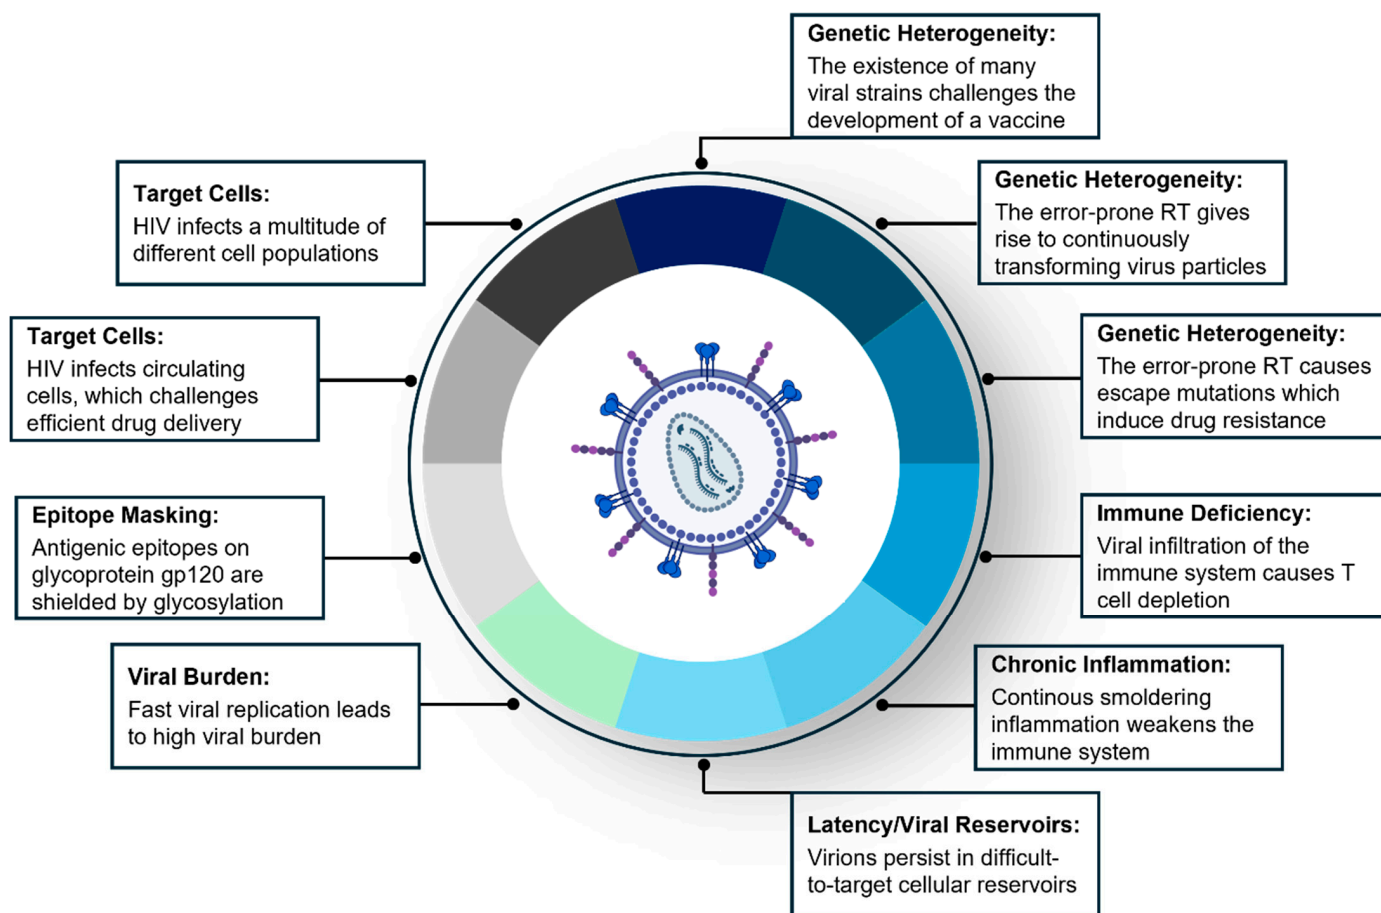 Genetic Heterogeneity:
The existence of many
viral strains challenges the
development of a vaccine
Genetic Heterogeneity:
The error-prone RT gives
rise to continuously
transforming virus particles
Genetic Heterogeneity:
The error-prone RT causes
escape mutations which
induce drug resistance
Immune Deficiency:
Viral infiltration of the
immune system causes T
cell depletion
Chronic Inflammation:
Continous smoldering
inflammation weakens the
immune system
Latency/Viral Reservoirs:
Virions persist in difficult-
to-target cellular reservoirs
Viral Burden:
Fast viral replication leads
to high viral burden
Epitope Masking:
Antigenic epitopes on
glycoprotein gp120 are
shielded by glycosylation
Target Cells:
HIV infects circulating
cells, which challenges
efficient drug delivery
Target Cells:
HIV infects a multitude of
different cell populations